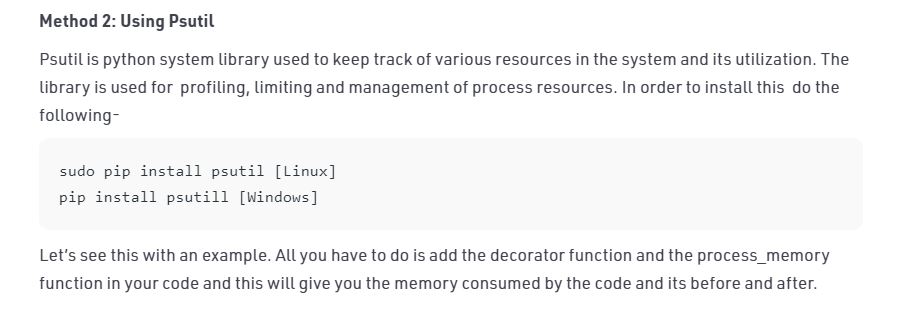 Method 2: Using Psutil
Psutil is python system library used to keep track of various resources in the system and its utilization. The
library is used for  profiling, limiting and management of process resources. In order to install this  do the
following-
sudo pip install psutil [Linux]
pip install psutill [Windows]
Let’s see this with an example. All you have to do is add the decorator function and the process_memory
function in your code and this will give you the memory consumed by the code and its before and after.